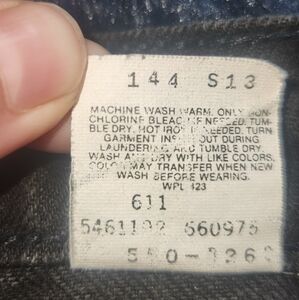 144 S13
MACHINE WASH WARM. ONLY NON-
CHLORINE BLEACH IF NEEDED. TUM-
BLE DRY. HOT IRON IF NEEDED. TURN
GARMENT INSIDE OUT DURING
LAUNDERING AND TUMBLE DRY.
WASH AND DRY WITH LIKE COLORS.
COLOR MAY TRANSFER WHEN NEW
WASH BEFORE WEARING.
WPL 423
611
560975